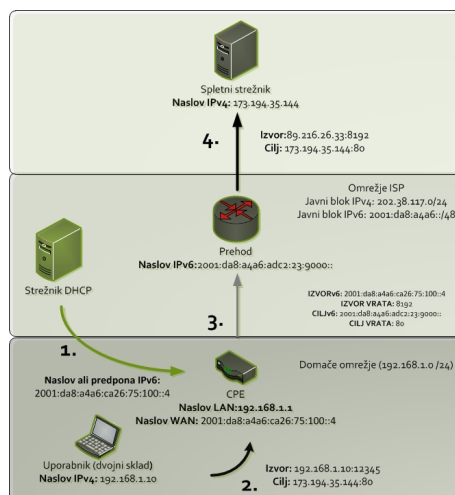 Spletni strežnik
Naslov IPv4: 173.194.35.144
4.
Izvor:89.216.26.33:8192
Cilj: 173.194.35.144:80
Omrežje ISP
Javni blok IPv4: 202.38.117.0/24
Javni blok IPv6: 2001:da8:a4a6::/48
Prehod
Naslov IPv6:2001:da8:a4a6:adc2:23:9000::
Strežnik DHCP
IZVORv6: 2001:da8:a4a6:ca26:75:100::4
IZVOR VRATA: 8192
CILJv6: 2001:da8:a4a6:adc2:23:9000::
CILJ VRATA: 80
3.
1.
Domače omrežje (192.168.1.0 /24)
Naslov ali predpona IPv6:
2001:da8:a4a6:ca26:75:100::4
CPE
Naslov LAN:192.168.1.1
Naslov WAN: 2001:da8:a4a6:ca26:75:100::4
Uporabnik (dvojni sklad)
Naslov IPv4: 192.168.1.10
2.
Izvor: 192.168.1.10:12345
Cilj: 173.194.35.144:80